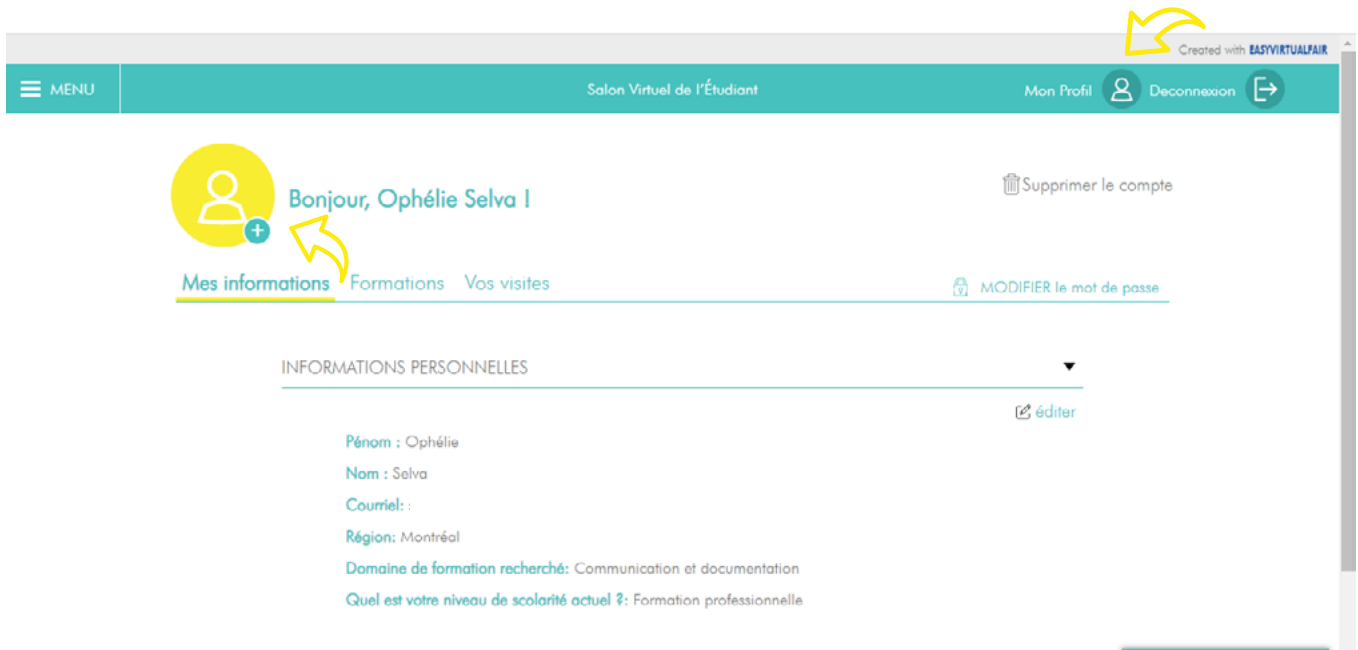 Created with EASYVIRTUALFAIR
MENU
Salon Virtuel de l'Étudiant
Mon Profil
Deconnexion
Bonjour, Ophélie Selva !
Supprimer le compte
Mes informations Formations Vos visites
MODIFIER le mot de passe
INFORMATIONS PERSONNELLES
éditer
Pénom : Ophélie
Nom : Selva
Courriel: :
Région: Montréal
Domaine de formation recherché: Communication et documentation
Quel est votre niveau de scolarité actuel ?: Formation professionnelle